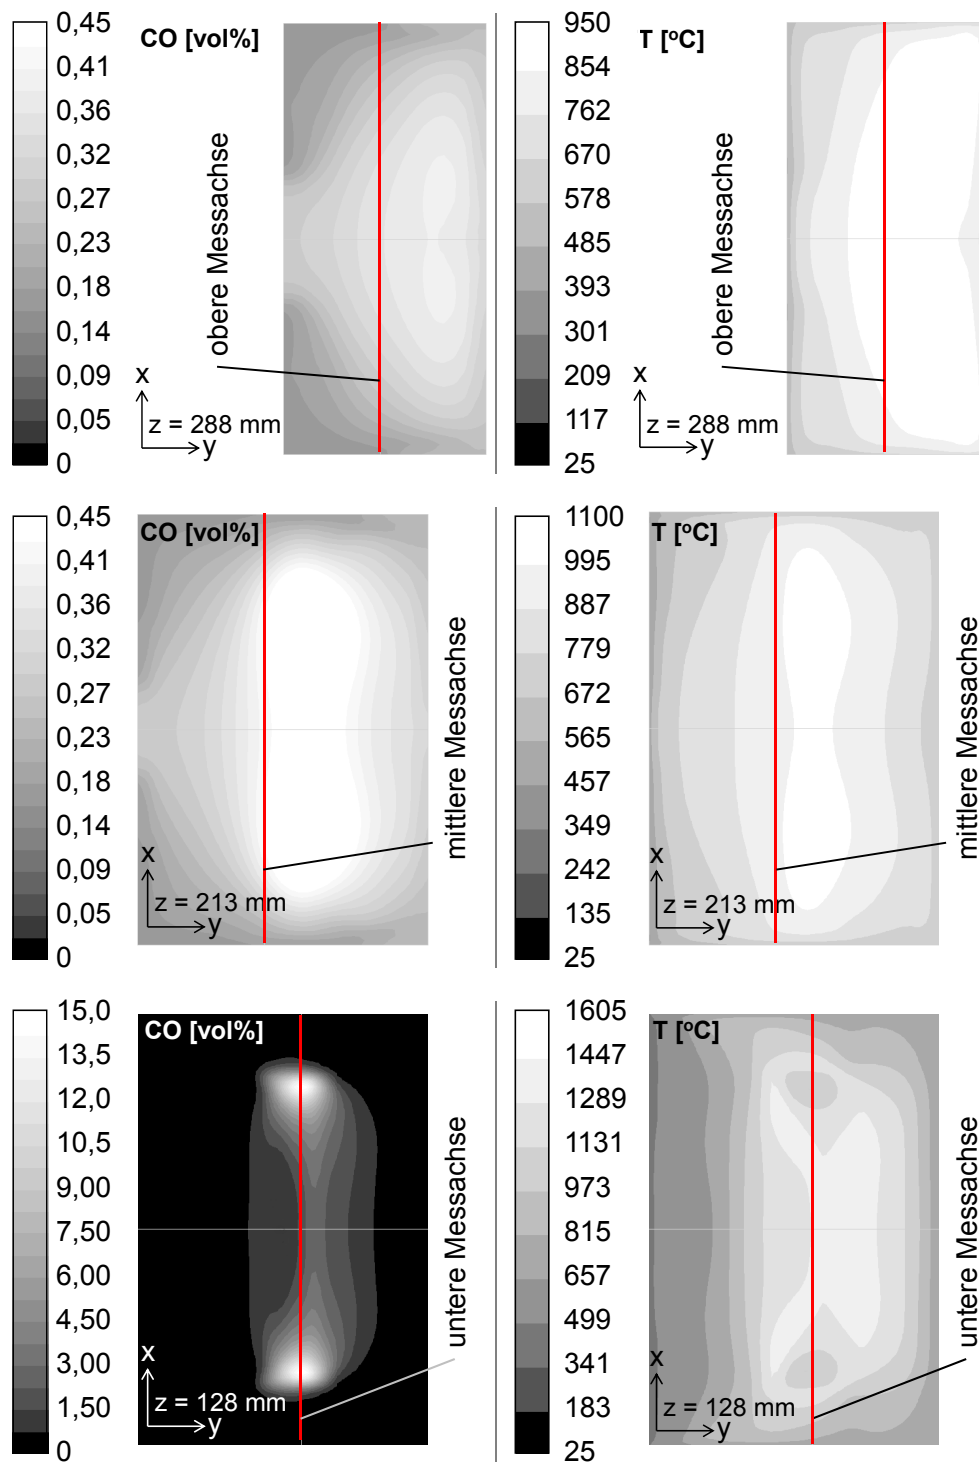 0,45
0,41
0,36
0,32
0,27
0,23
0,18
0,14
0,09
0,05
0
CO [vol%]
obere Messachse
x
z = 288 mm
y
950
854
762
670
578
485
393
301
209
117
25
T [ºC]
obere Messachse
x
z = 288 mm
y
0,45
0,41
0,36
0,32
0,27
0,23
0,18
0,14
0,09
0,05
0
CO [vol%]
mittlere Messachse
x
z = 213 mm
y
1100
995
887
779
672
565
457
349
242
135
25
T [ºC]
mittlere Messachse
x
z = 213 mm
y
15,0
13,5
12,0
10,5
9,00
7,50
6,00
4,50
3,00
1,50
0
CO [vol%]
untere Messachse
x
z = 128 mm
y
1605
1447
1289
1131
973
815
657
499
341
183
25
T [ºC]
untere Messachse
x
z = 128 mm
y